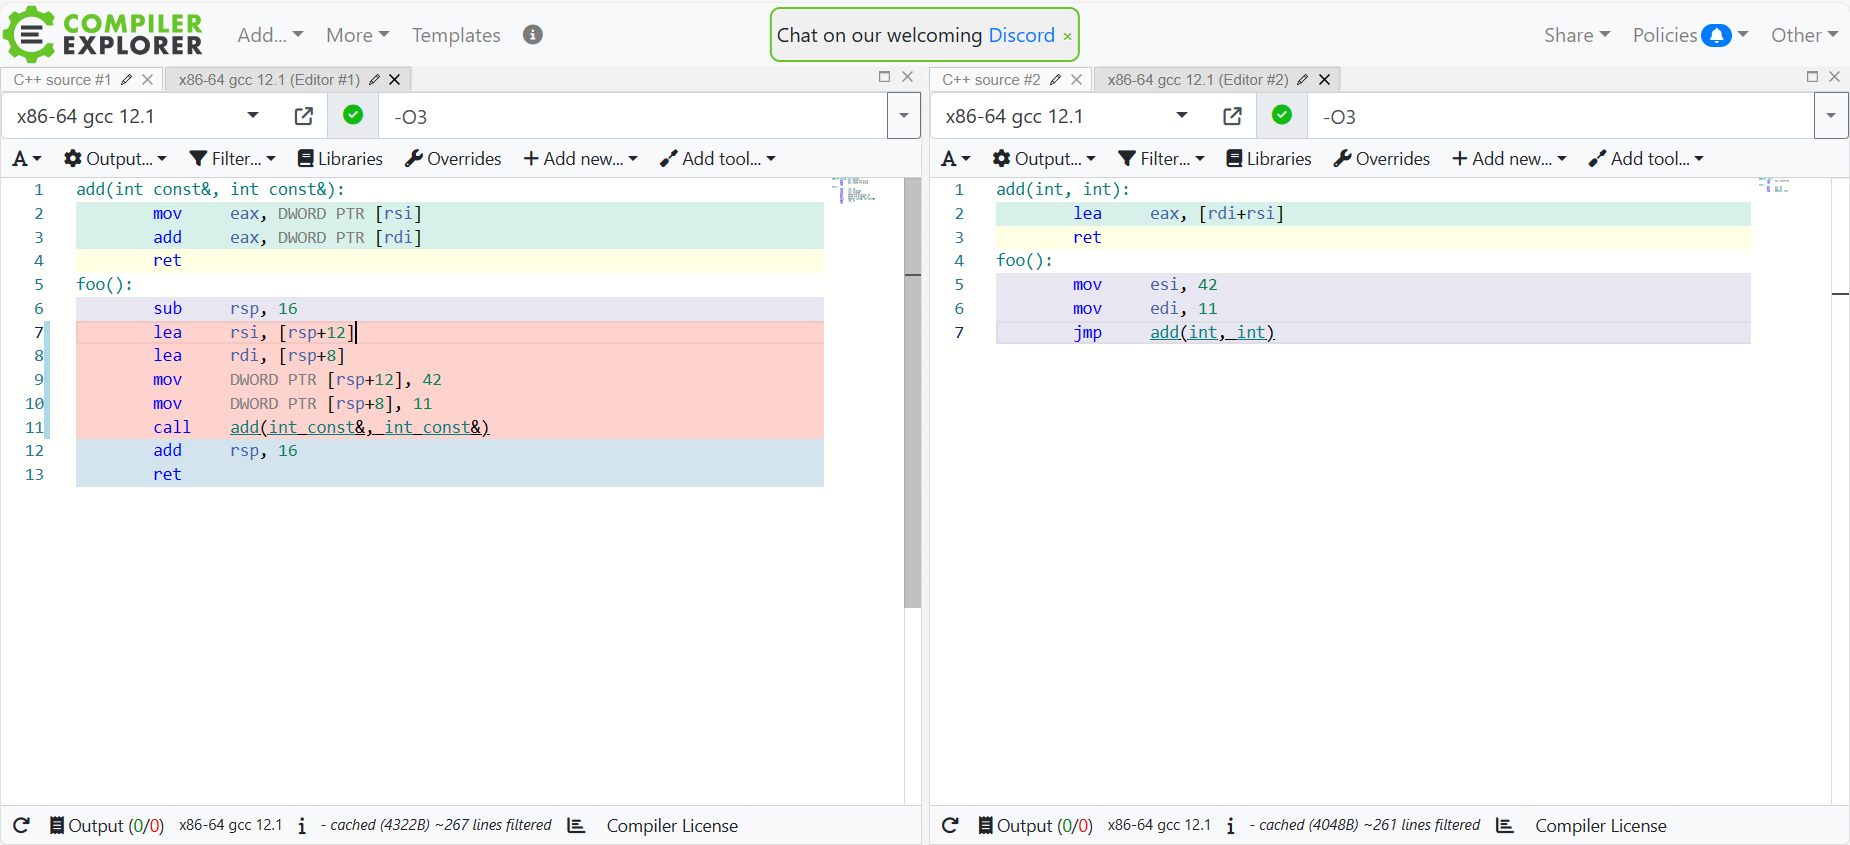 COMPILER
EXPLORER
Add...
More
Templates
Chat on our welcoming Discord ×
Share
Policies
Other
C++ source #1
x86-64 gcc 12.1 (Editor #1)
x86-64 gcc 12.1
-O3
A
Output...
Filter...
Libraries
Overrides
+ Add new...
Add tool...
1 add(int const&, int const&):
2 mov eax, DWORD PTR [rsi]
3 add eax, DWORD PTR [rdi]
4 ret
5 foo():
6 sub rsp, 16
7 lea rsi, [rsp+12]
8 lea rdi, [rsp+8]
9 mov DWORD PTR [rsp+12], 42
10 mov DWORD PTR [rsp+8], 11
11 call add(int const&, int const&)
12 add rsp, 16
13 ret
Output (0/0) x86-64 gcc 12.1 i - cached (4322B) ~267 lines filtered Compiler License
C++ source #2
x86-64 gcc 12.1 (Editor #2)
x86-64 gcc 12.1
-O3
A
Output...
Filter...
Libraries
Overrides
+ Add new...
Add tool...
1 add(int, int):
2 lea eax, [rdi+rsi]
3 ret
4 foo():
5 mov esi, 42
6 mov edi, 11
7 jmp add(int, int)
Output (0/0) x86-64 gcc 12.1 i - cached (4048B) ~261 lines filtered Compiler License